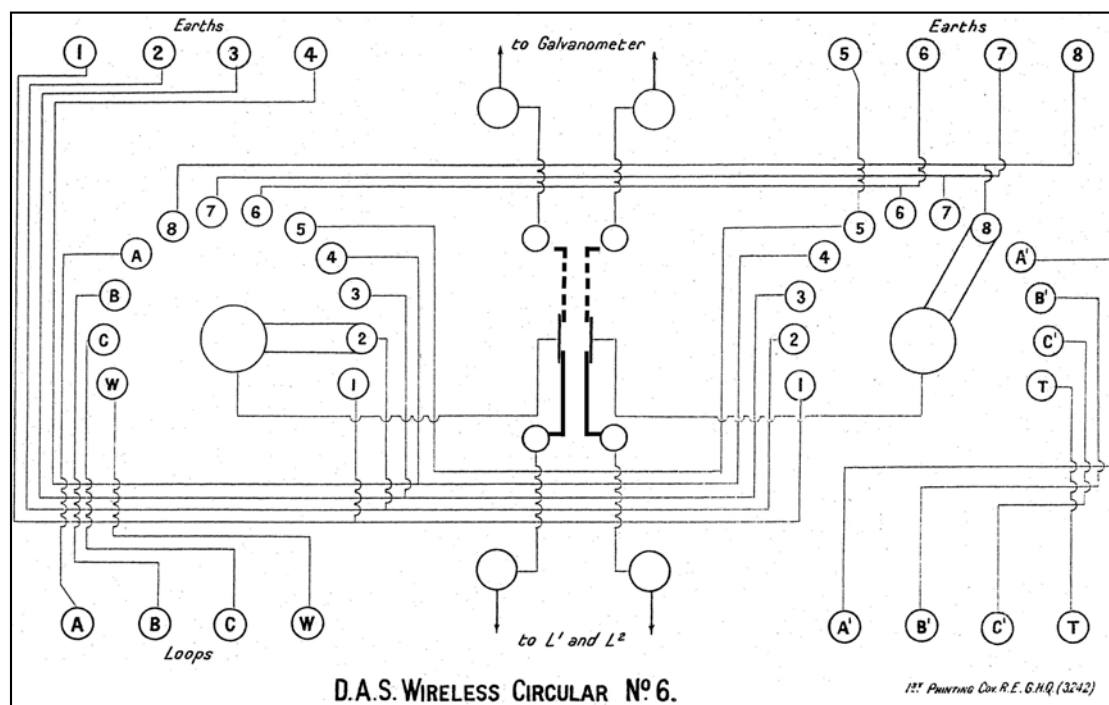 Earths
1 2 3 4
to Galvanometer
Earths
5 6 7 8
8 7 6 5 4 3 2 1
A B C W
5 4 3 2 1
6 7 8
A' B' C' T
A B C W
Loops
to L' and L²
A' B' C' T
D.A.S. WIRELESS CIRCULAR Nº 6.
1ST PRINTING COY. R.E. G.H.Q. (3242)